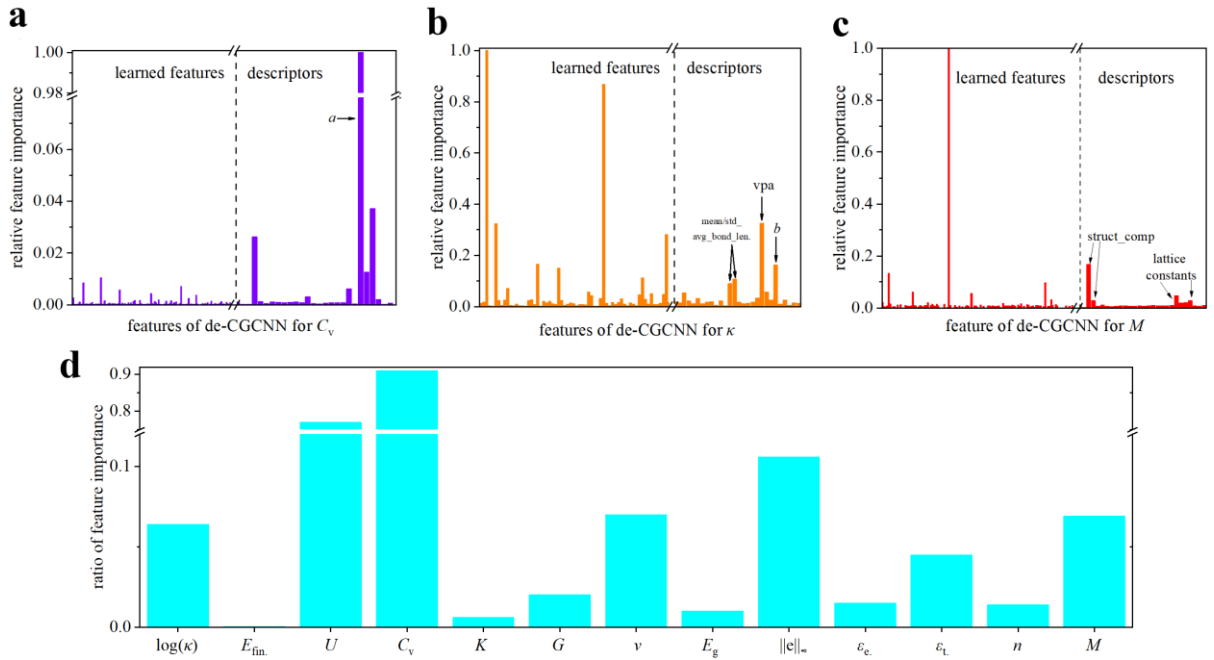 a
1.00
0.98
0.06
0.04
0.02
0.00
relative feature importance
learned features
descriptors
a
features of de-CGCNN for Cv
b
1.0
0.8
0.6
0.4
0.2
0.0
relative feature importance
learned features
descriptors
mean/std_
avg_bond_len.
vpa
b
features of de-CGCNN for κ
c
1.0
0.8
0.6
0.4
0.2
0.0
relative feature importance
learned features
descriptors
struct_comp
lattice
constants
feature of de-CGCNN for M
d
0.9
0.8
0.1
0.0
ratio of feature importance
log(κ) Efin. U Cv K G ν Eg ||e||∞ εe. εt. n M